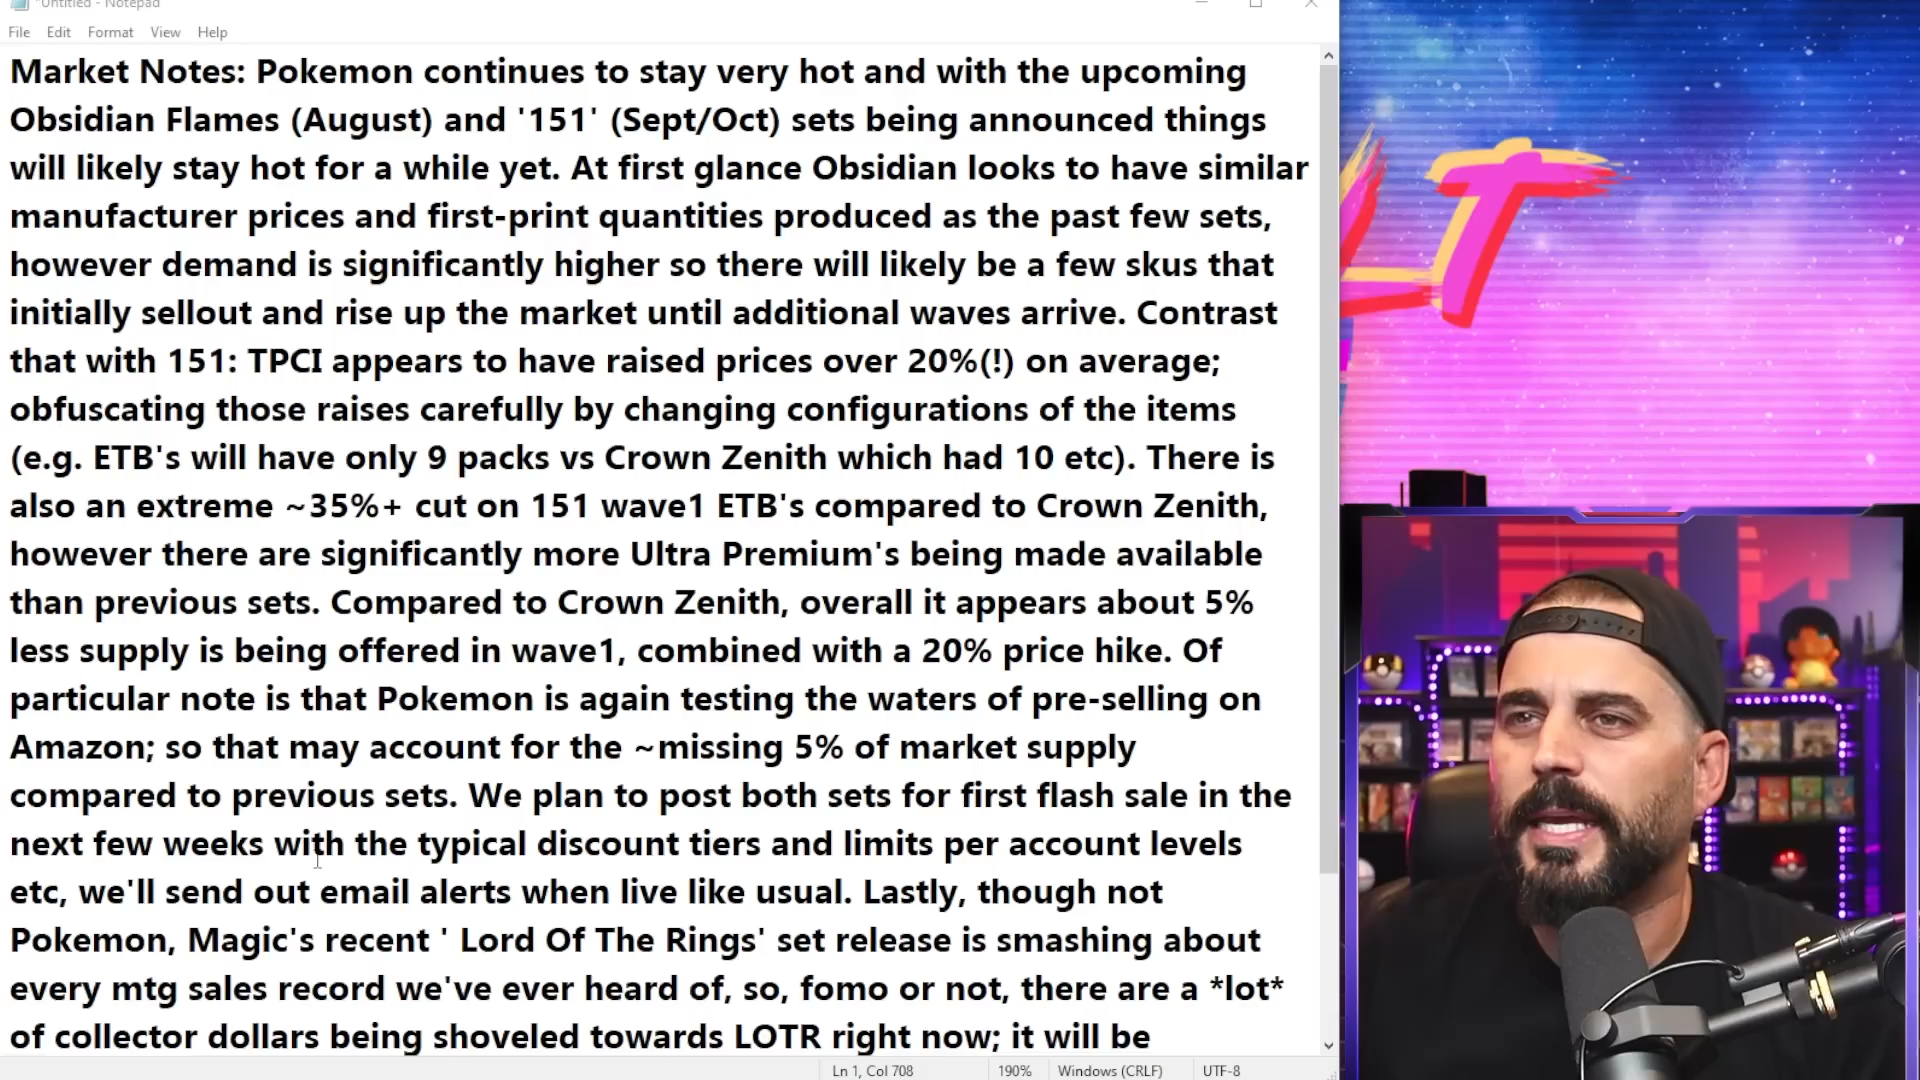 *Untitled - Notepad
File Edit Format View Help
Market Notes: Pokemon continues to stay very hot and with the upcoming
Obsidian Flames (August) and '151' (Sept/Oct) sets being announced things
will likely stay hot for a while yet. At first glance Obsidian looks to have similar
manufacturer prices and first-print quantities produced as the past few sets,
however demand is significantly higher so there will likely be a few skus that
initially sellout and rise up the market until additional waves arrive. Contrast
that with 151: TPCI appears to have raised prices over 20%(!) on average;
obfuscating those raises carefully by changing configurations of the items
(e.g. ETB's will have only 9 packs vs Crown Zenith which had 10 etc). There is
also an extreme ~35%+ cut on 151 wave1 ETB's compared to Crown Zenith,
however there are significantly more Ultra Premium's being made available
than previous sets. Compared to Crown Zenith, overall it appears about 5%
less supply is being offered in wave1, combined with a 20% price hike. Of
particular note is that Pokemon is again testing the waters of pre-selling on
Amazon; so that may account for the ~missing 5% of market supply
compared to previous sets. We plan to post both sets for first flash sale in the
next few weeks with the typical discount tiers and limits per account levels
etc, we'll send out email alerts when live like usual. Lastly, though not
Pokemon, Magic's recent ' Lord Of The Rings' set release is smashing about
every mtg sales record we've ever heard of, so, fomo or not, there are a *lot*
of collector dollars being shoveled towards LOTR right now; it will be
Ln 1, Col 708 190% Windows (CRLF) UTF-8